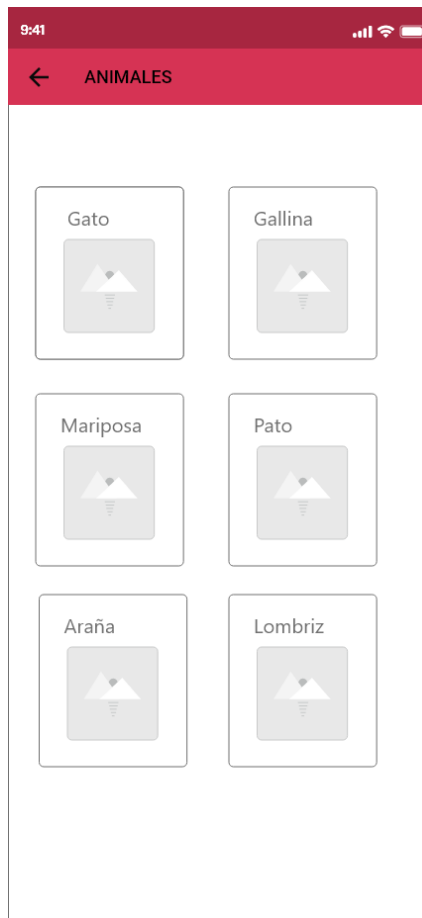 9:41
ANIMALES
Gato
Gallina
Mariposa
Pato
Araña
Lombriz